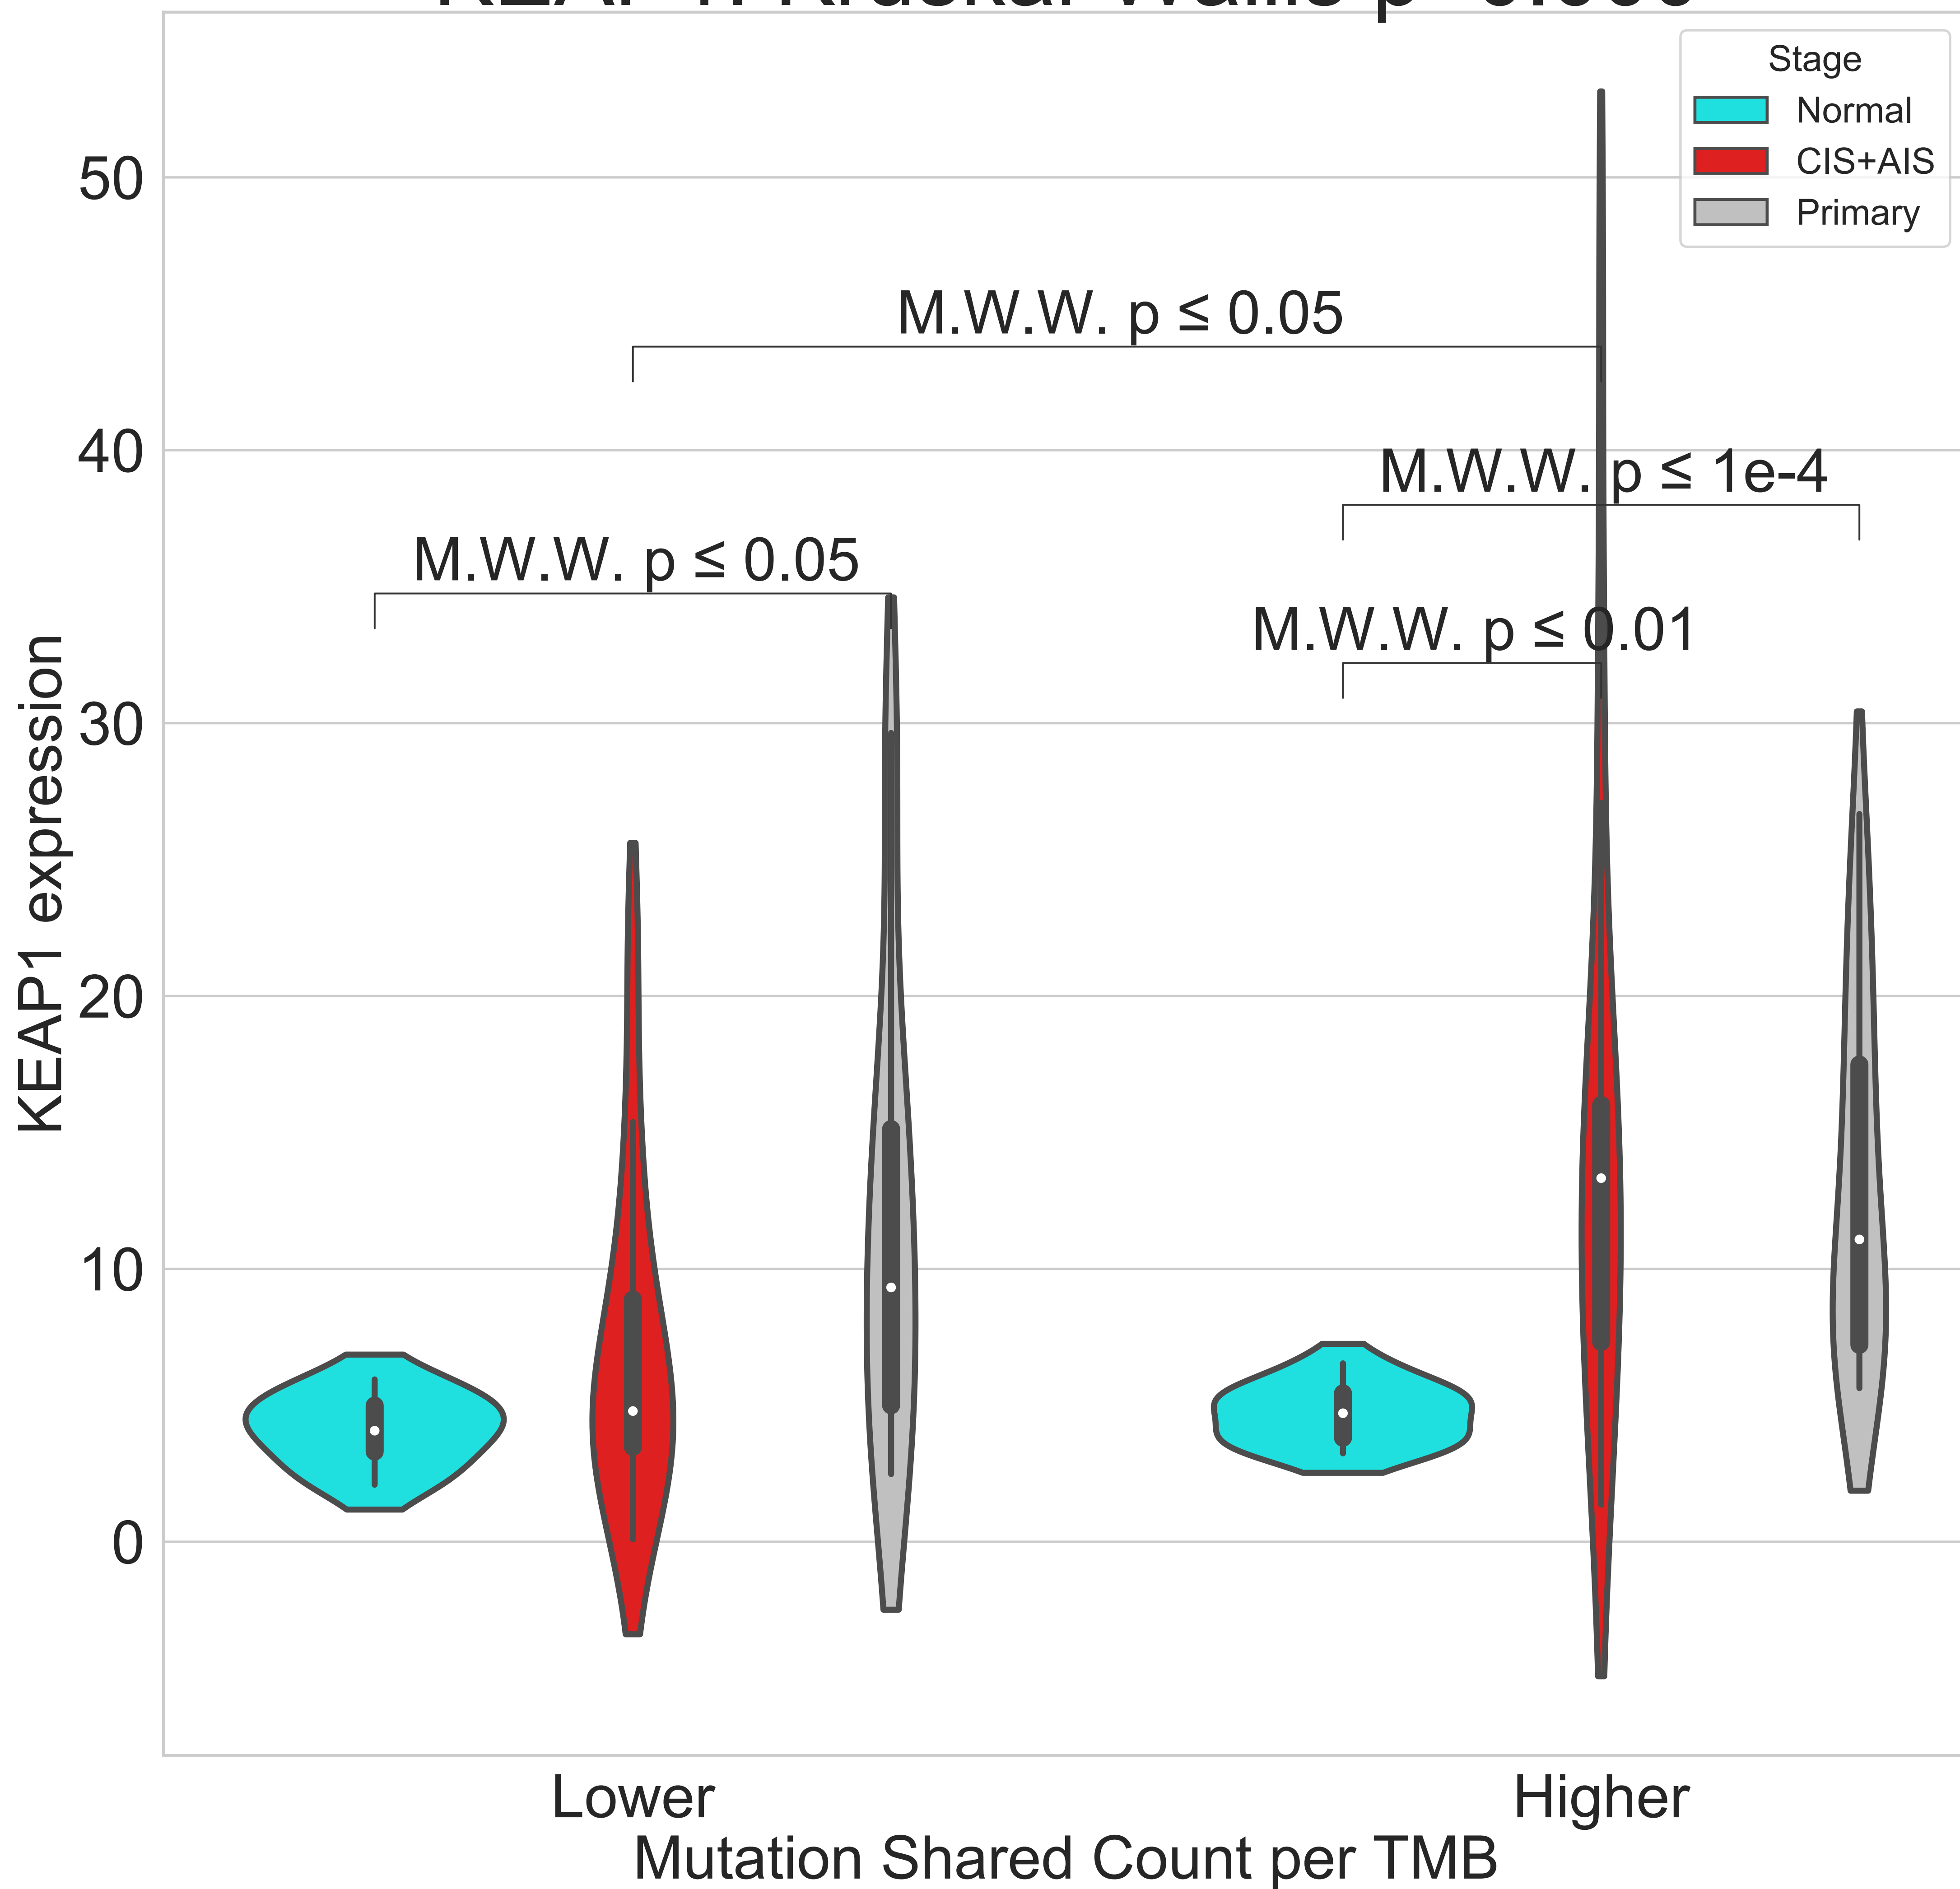 Stage
Normal
CIS+AIS
Primary
50
40
30
20
10
0
KEAP1 expression
M.W.W. p ≤ 0.05
M.W.W. p ≤ 1e-4
M.W.W. p ≤ 0.05
M.W.W. p ≤ 0.01
Lower
Higher
Mutation Shared Count per TMB